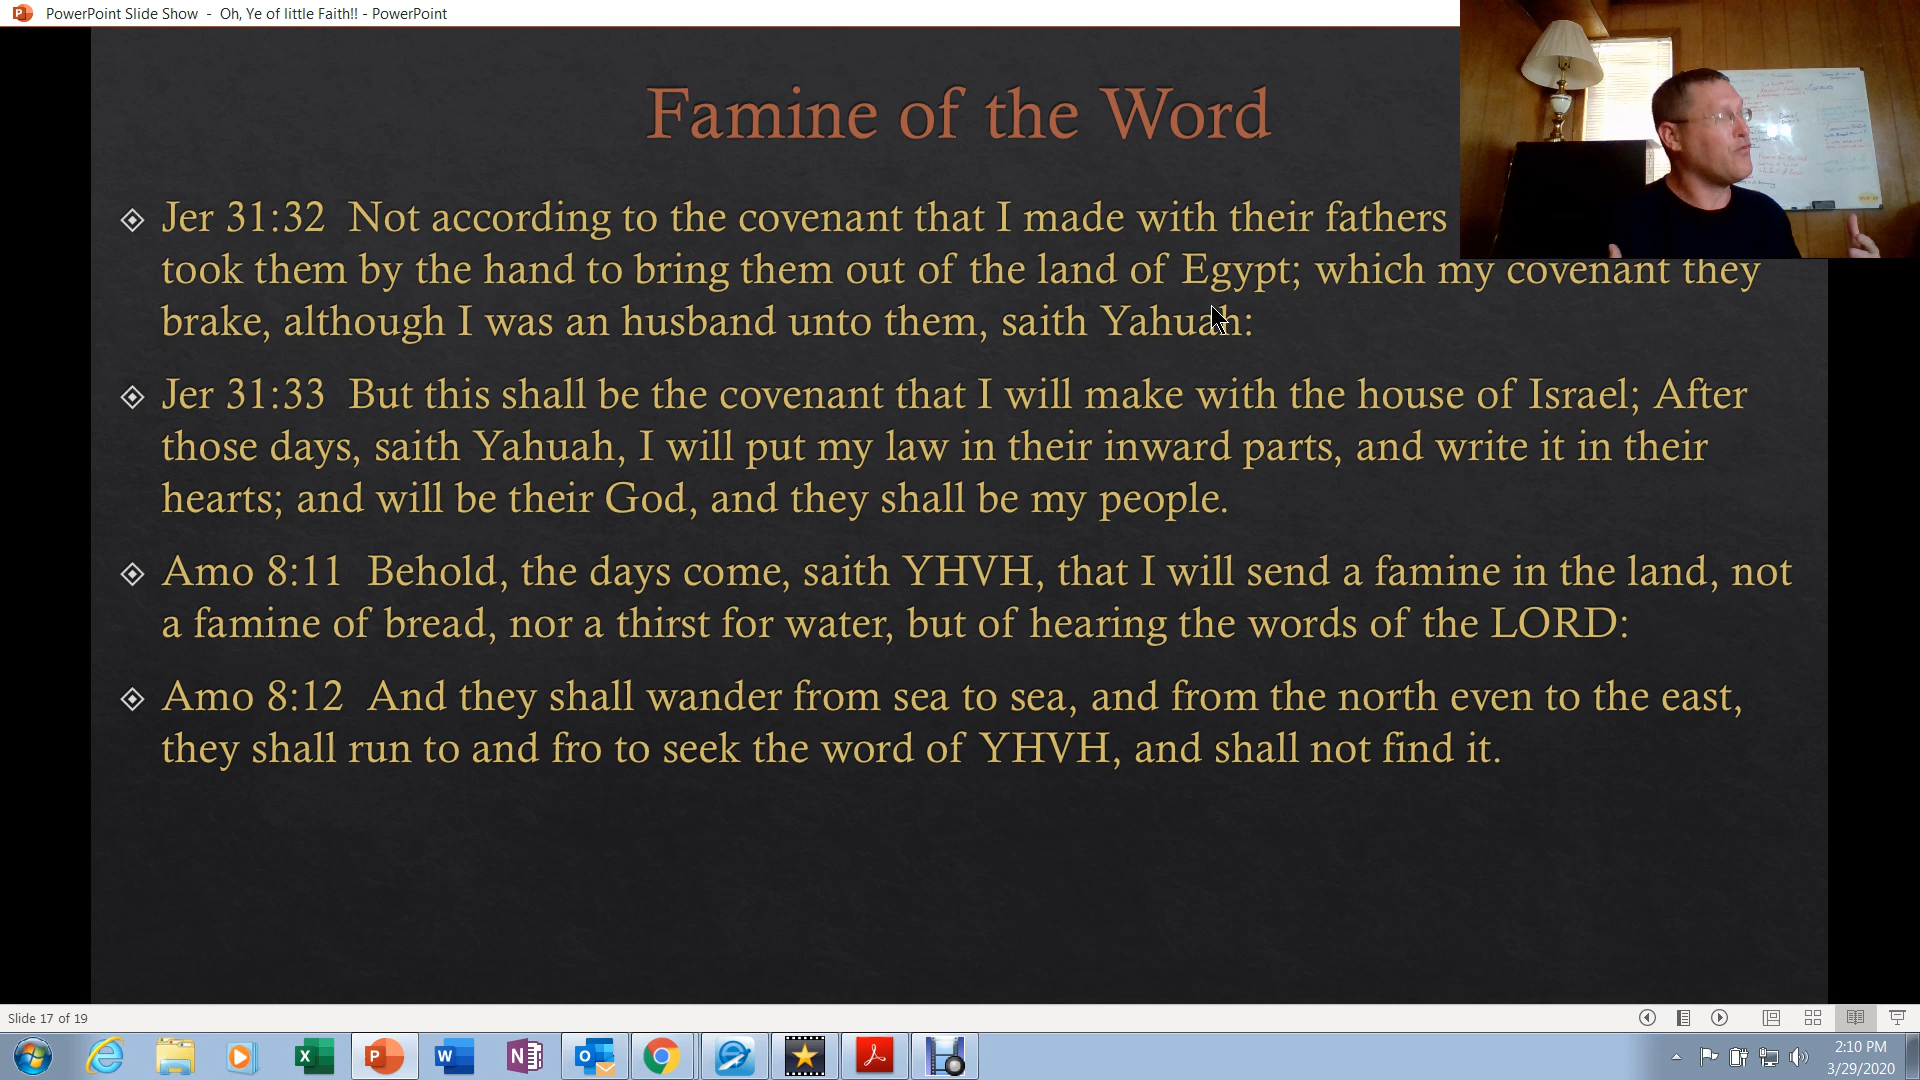 PowerPoint Slide Show - Oh, Ye of little Faith!! - PowerPoint
Famine of the Word
Jer 31:32 Not according to the covenant that I made with their fathers
took them by the hand to bring them out of the land of Egypt; which my covenant they
brake, although I was an husband unto them, saith Yahuah:
Jer 31:33 But this shall be the covenant that I will make with the house of Israel; After
those days, saith Yahuah, I will put my law in their inward parts, and write it in their
hearts; and will be their God, and they shall be my people.
Amo 8:11 Behold, the days come, saith YHVH, that I will send a famine in the land, not
a famine of bread, nor a thirst for water, but of hearing the words of the LORD:
Amo 8:12 And they shall wander from sea to sea, and from the north even to the east,
they shall run to and fro to seek the word of YHVH, and shall not find it.
Slide 17 of 19
2:10 PM
3/29/2020